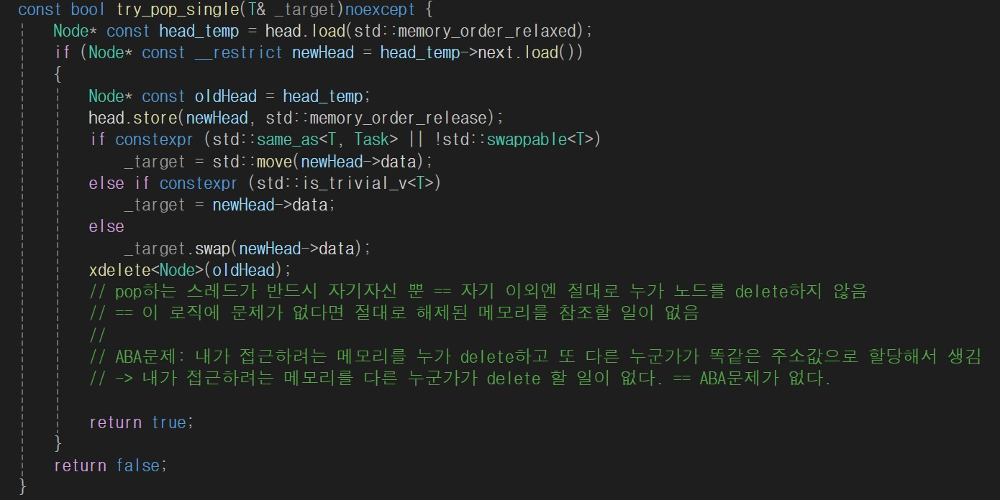 const bool try_pop_single(T& _target)noexcept {
Node* const head_temp = head.load(std::memory_order_relaxed);
if (Node* const __restrict newHead = head_temp->next.load())
{
Node* const oldHead = head_temp;
head.store(newHead, std::memory_order_release);
if constexpr (std::same_as<T, Task> || !std::swappable<T>)
_target = std::move(newHead->data);
else if constexpr (std::is_trivial_v<T>)
_target = newHead->data;
else
_target.swap(newHead->data);
xdelete<Node>(oldHead);
// pop하는 스레드가 반드시 자기자신 뿐 == 자기 이외엔 절대로 누가 노드를 delete하지 않음
// == 이 로직에 문제가 없다면 절대로 해제된 메모리를 참조할 일이 없음
//
// ABA문제: 내가 접근하려는 메모리를 누가 delete하고 또 다른 누군가가 똑같은 주소값으로 할당해서 생김
// -> 내가 접근하려는 메모리를 다른 누군가가 delete 할 일이 없다. == ABA문제가 없다.
return true;
}
return false;
}